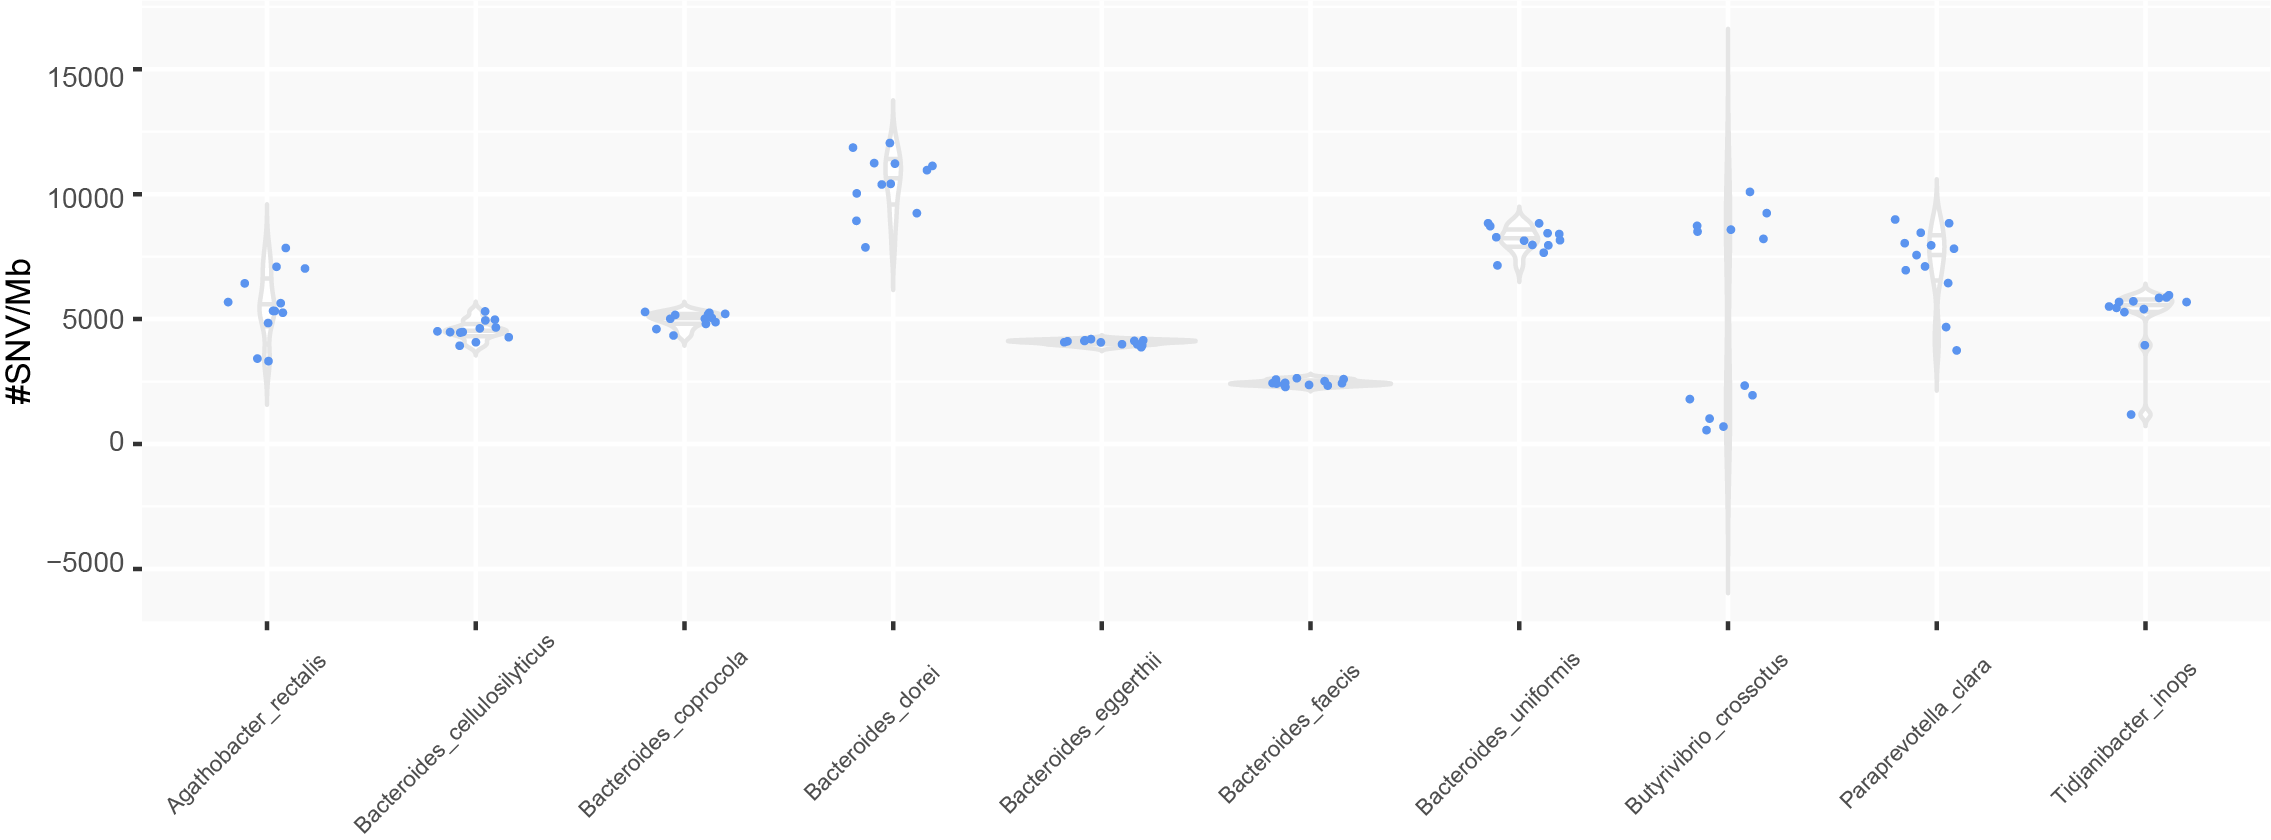 #SNV/Mb
15000
10000
5000
0
−5000
Agathobacter_rectalis
Bacteroides_cellulosilyticus
Bacteroides_coprocola
Bacteroides_dorei
Bacteroides_eggerthii
Bacteroides_faecis
Bacteroides_uniformis
Butyrivibrio_crossotus
Paraprevotella_clara
Tidjanibacter_inops